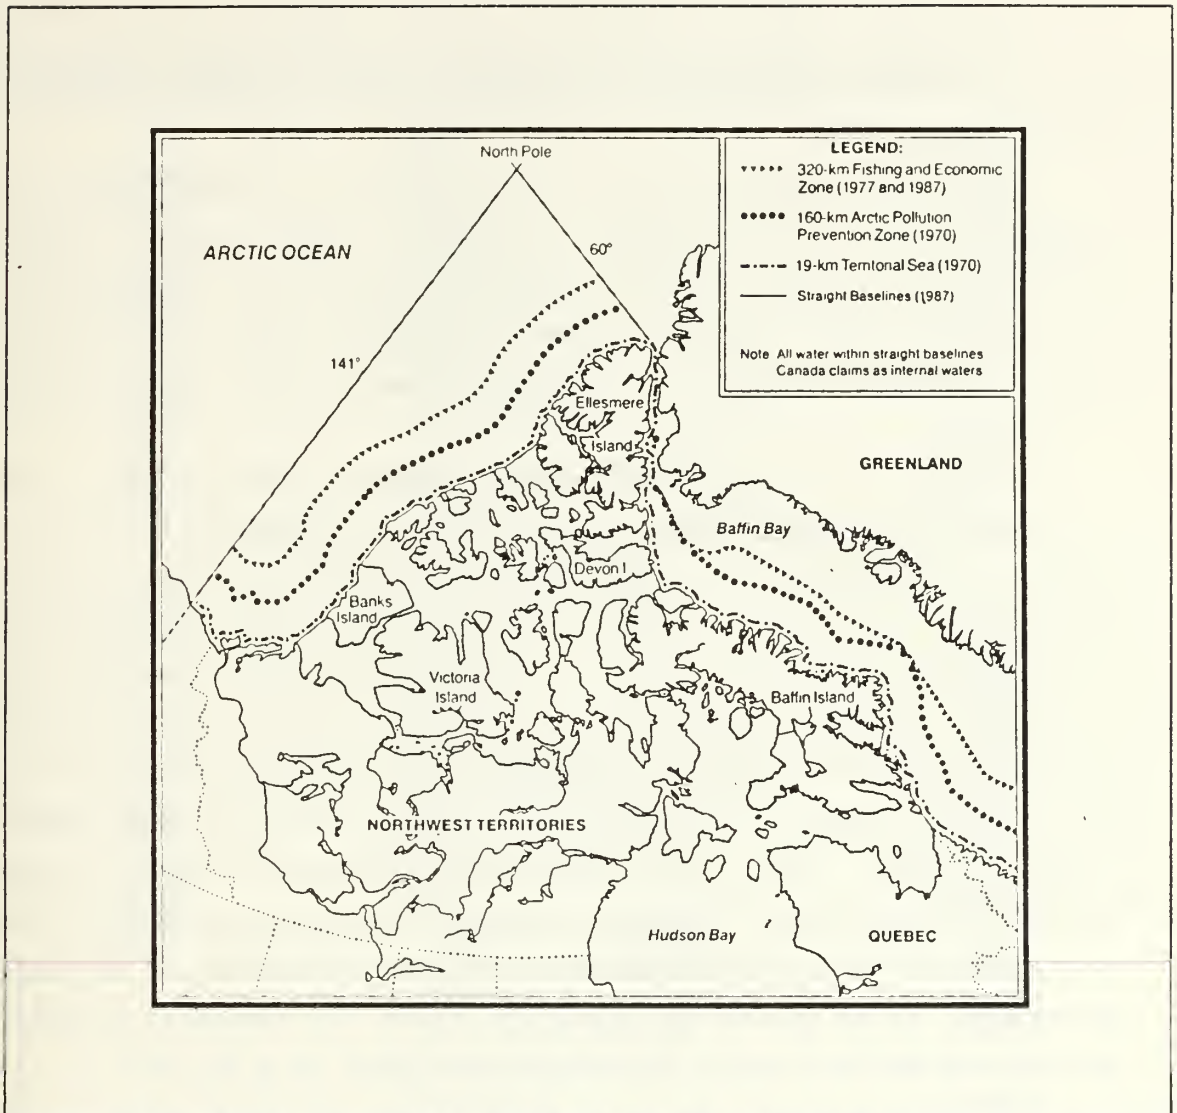 North Pole
ARCTIC OCEAN
60°
141°
LEGEND:
320-km Fishing and Economic
Zone (1977 and 1987)
160-km Arctic Pollution
Prevention Zone (1970)
19-km Territorial Sea (1970)
Straight Baselines (1987)
Note All water within straight baselines
Canada claims as internal waters
Ellesmere
Island
GREENLAND
Baffin Bay
Devon I
Banks
Island
Victoria
Island
Baffin Island
NORTHWEST TERRITORIES
Hudson Bay
QUEBEC